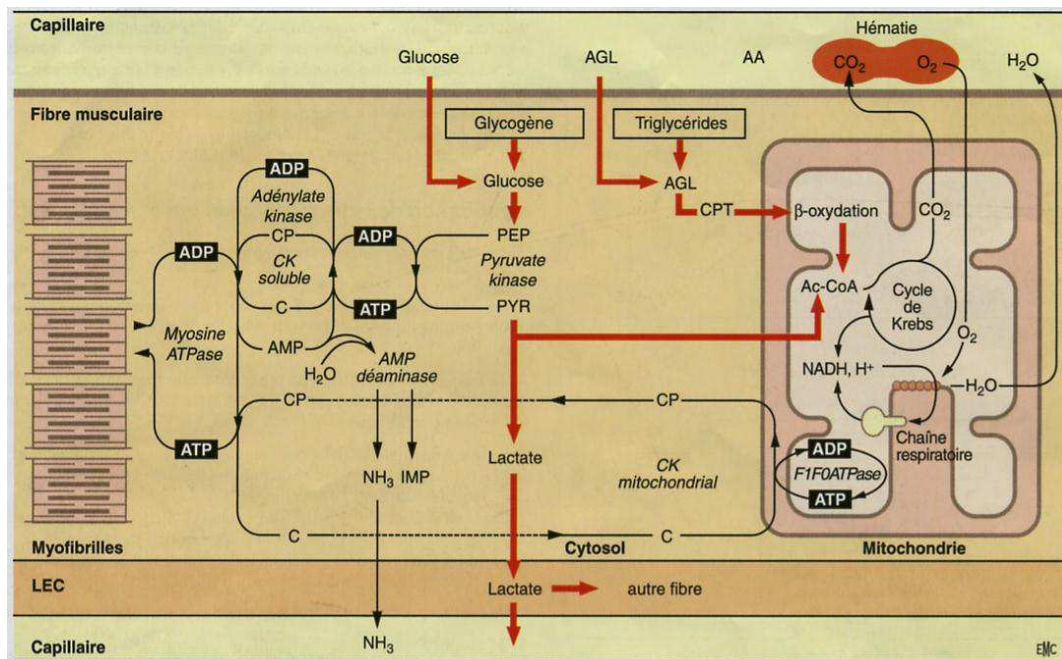 Capillaire
Hématie
Glucose
AGL
AA
CO2
O2
H2O
Fibre musculaire
Glycogène
Triglycérides
ADP
Adénylate
kinase
Glucose
AGL
CPT
β-oxydation
CO2
CP
ADP
PEP
ADP
CK
soluble
Pyruvate
kinase
Ac-CoA
Cycle
de
Krebs
C
ATP
PYR
O2
Myosine
ATPase
AMP
H2O
AMP
déaminase
NADH, H+
H2O
CP
CP
Chaîne
respiratoire
ATP
ADP
Lactate
CK
mitochondrial
F1F0ATPase
NH3
IMP
ATP
C
C
Myofibrilles
Cytosol
Mitochondrie
LEC
Lactate
autre fibre
NH3
Capillaire
EMC